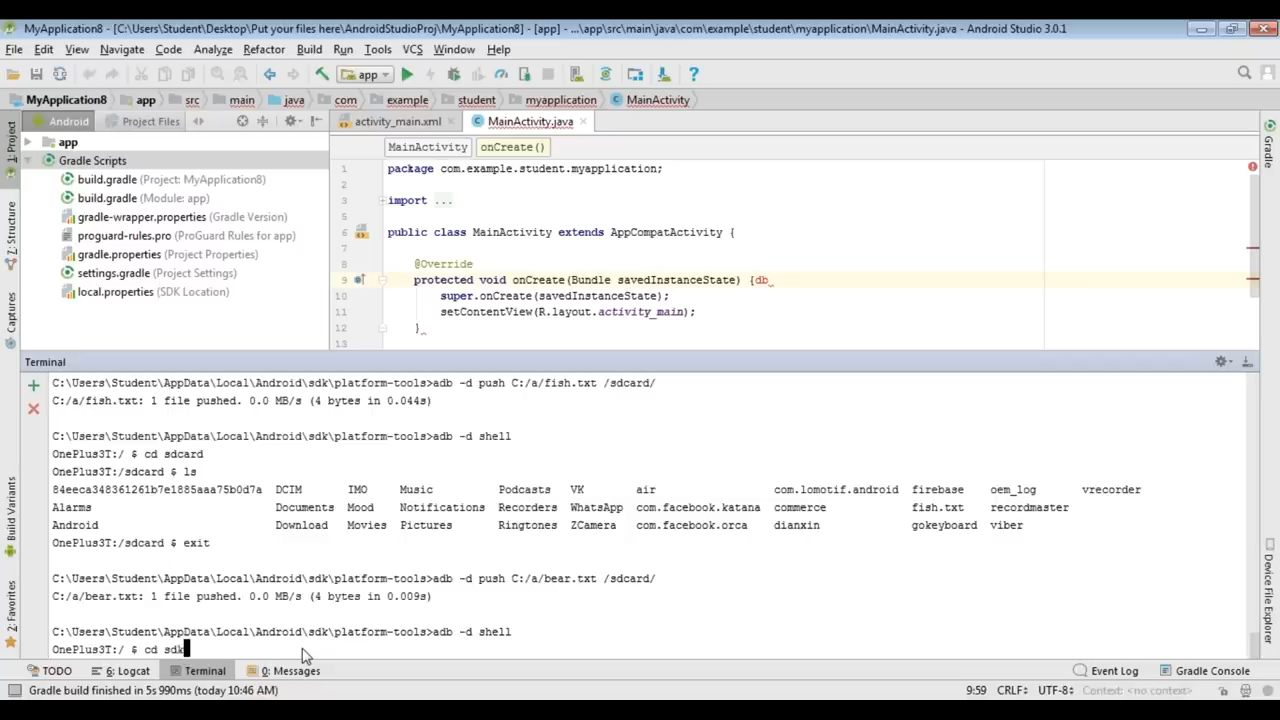 MyApplication8 - [C:\Users\Student\Desktop\Put your files here\AndroidStudioProj\MyApplication8] - [app] - ...\app\src\main\java\com\example\student\myapplication\MainActivity.java - Android Studio 3.0.1
File Edit View Navigate Code Analyze Refactor Build Run Tools VCS Window Help
app
MyApplication8 app src main java com example student myapplication MainActivity
1: Project
Android Project Files
activity_main.xml MainActivity.java
Gradle
MainActivity onCreate()
app
Gradle Scripts
build.gradle (Project: MyApplication8)
build.gradle (Module: app)
gradle-wrapper.properties (Gradle Version)
proguard-rules.pro (ProGuard Rules for app)
gradle.properties (Project Properties)
settings.gradle (Project Settings)
local.properties (SDK Location)
1 package com.example.student.myapplication;
2
3 import ...
5
6 public class MainActivity extends AppCompatActivity {
7
8 @Override
9 protected void onCreate(Bundle savedInstanceState) {db
10 super.onCreate(savedInstanceState);
11 setContentView(R.layout.activity_main);
12 }
13
Z: Structure
Captures
Build Variants
2: Favorites
Device File Explorer
Terminal
C:\Users\Student\AppData\Local\Android\sdk\platform-tools>adb -d push C:/a/fish.txt /sdcard/
C:/a/fish.txt: 1 file pushed. 0.0 MB/s (4 bytes in 0.044s)
C:\Users\Student\AppData\Local\Android\sdk\platform-tools>adb -d shell
OnePlus3T:/ $ cd sdcard
OnePlus3T:/sdcard $ ls
84eeca348361261b7e1885aaa75b0d7a DCIM IMO Music Podcasts VK air com.lomotif.android firebase oem_log vrecorder
Alarms Documents Mood Notifications Recorders WhatsApp com.facebook.katana commerce fish.txt recordmaster
Android Download Movies Pictures Ringtones ZCamera com.facebook.orca dianxin gokeyboard viber
OnePlus3T:/sdcard $ exit
C:\Users\Student\AppData\Local\Android\sdk\platform-tools>adb -d push C:/a/bear.txt /sdcard/
C:/a/bear.txt: 1 file pushed. 0.0 MB/s (4 bytes in 0.009s)
C:\Users\Student\AppData\Local\Android\sdk\platform-tools>adb -d shell
OnePlus3T:/ $ cd sdk
TODO 6: Logcat Terminal 0: Messages Event Log Gradle Console
Gradle build finished in 5s 990ms (today 10:46 AM) 9:59 CRLF UTF-8 Context: <no context>